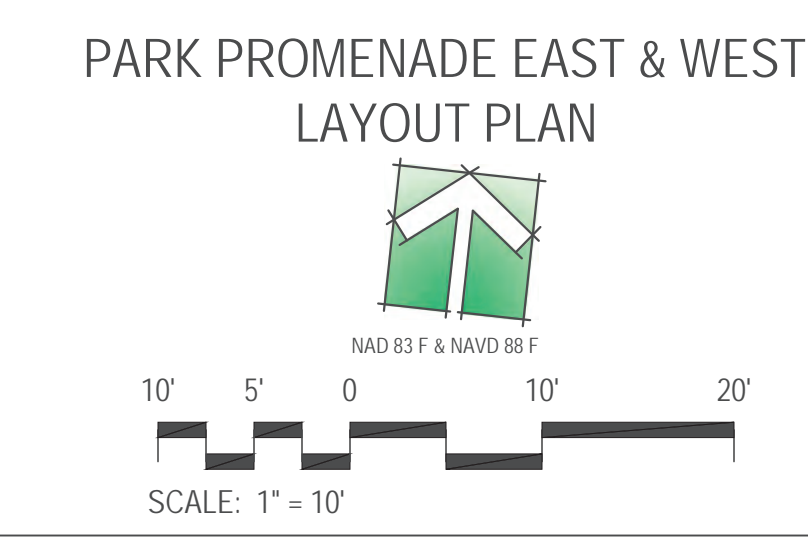 PARK PROMENADE EAST & WEST
LAYOUT PLAN
NAD 83 F & NAVD 88 F
10' 5' 0 10' 20'
SCALE: 1" = 10'